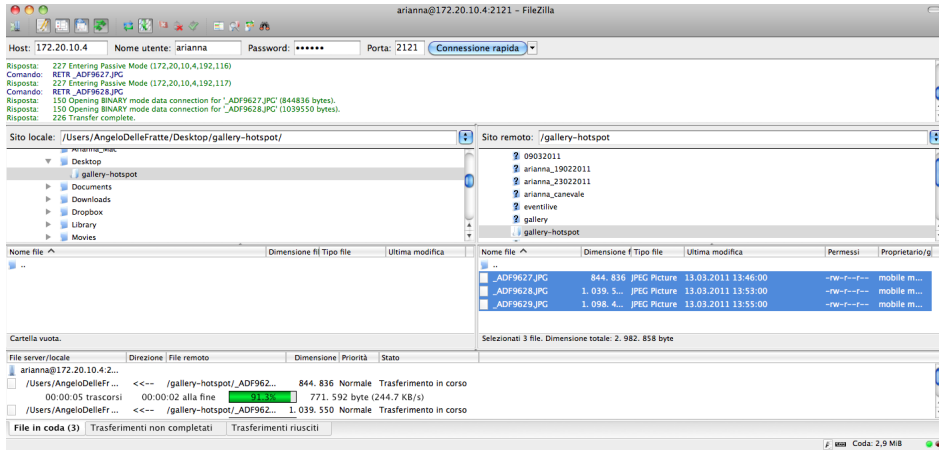 arianna@172.20.10.4:2121 - FileZilla
Host: 172.20.10.4 Nome utente: arianna Password: •••••• Porta: 2121 Connessione rapida
Risposta: 227 Entering Passive Mode (172,20,10,4,192,116)
Comando: RETR _ADF9627.JPG
Risposta: 227 Entering Passive Mode (172,20,10,4,192,117)
Comando: RETR _ADF9628.JPG
Risposta: 150 Opening BINARY mode data connection for '_ADF9627.JPG' (844836 bytes).
Risposta: 150 Opening BINARY mode data connection for '_ADF9628.JPG' (1039550 bytes).
Risposta: 226 Transfer complete.
Sito locale: /Users/AngeloDelleFratte/Desktop/gallery-hotspot/
Arianna_Mac
Desktop
gallery-hotspot
Documents
Downloads
Dropbox
Library
Movies
Sito remoto: /gallery-hotspot
09032011
arianna_19022011
arianna_23022011
arianna_canevale
eventilive
gallery
gallery-hotspot
Nome file Dimensione fil Tipo file Ultima modifica
..
Cartella vuota.
Nome file Dimensione f Tipo file Ultima modifica Permessi Proprietario/g
..
_ADF9627.JPG 844. 836 JPEG Picture 13.03.2011 13:46:00 -rw-r--r-- mobile m...
_ADF9628.JPG 1. 039. 5... JPEG Picture 13.03.2011 13:53:00 -rw-r--r-- mobile m...
_ADF9629.JPG 1. 098. 4... JPEG Picture 13.03.2011 13:55:00 -rw-r--r-- mobile m...
Selezionati 3 file. Dimensione totale: 2. 982. 858 byte
File server/locale Direzione File remoto Dimensione Priorità Stato
arianna@172.20.10.4:2...
/Users/AngeloDelleFr... <<-- /gallery-hotspot/_ADF962... 844. 836 Normale Trasferimento in corso
00:00:05 trascorsi 00:00:02 alla fine 91.3% 771. 592 byte (244.7 KB/s)
/Users/AngeloDelleFr... <<-- /gallery-hotspot/_ADF962... 1. 039. 550 Normale Trasferimento in corso
File in coda (3) Trasferimenti non completati Trasferimenti riusciti
Coda: 2,9 MiB